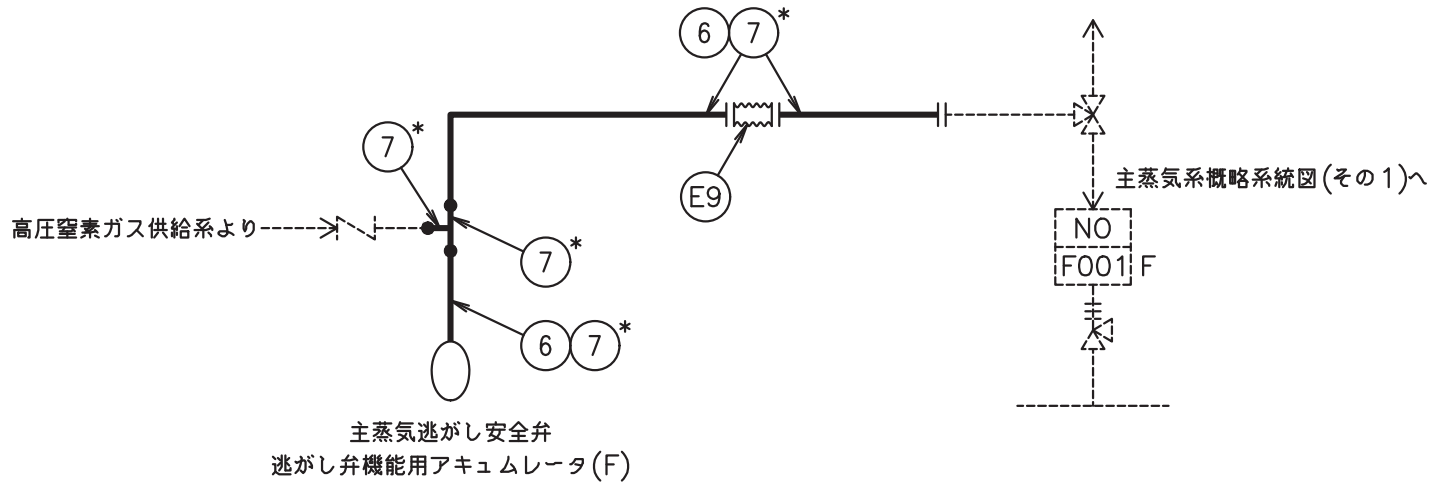 6 7*
7*
主蒸気系概略系統図(その1)へ
E9
高圧窒素ガス供給系より
NO
F001 F
7*
6 7*
主蒸気逃がし安全弁
逃がし弁機能用アキュムレータ(F)